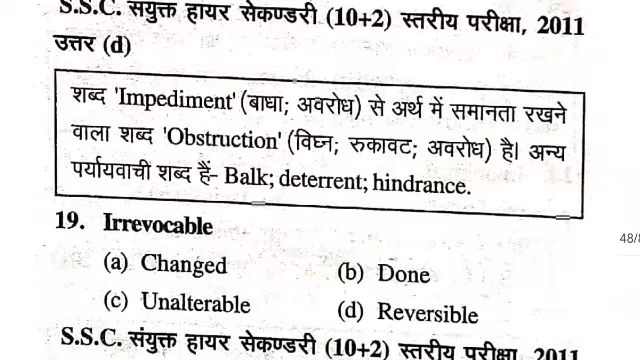 S.S.C. सयुक्त हायर सेकण्डरी (10+2) स्तरीय परीक्षा, 2011
उत्तर (d)
शब्द 'Impediment' (बाधा; अवरोध) से अर्थ में समानता रखने
वाला शब्द 'Obstruction' (विघ्न; रुकावट; अवरोध) है। अन्य
पर्यायवाची शब्द हैं- Balk; deterrent; hindrance.
19. Irrevocable
(a) Changed (b) Done
(c) Unalterable (d) Reversible
S.S.C. संयुक्त हायर सेकण्डरी (10+2) स्तरीय परीक्षा, 2011
48/